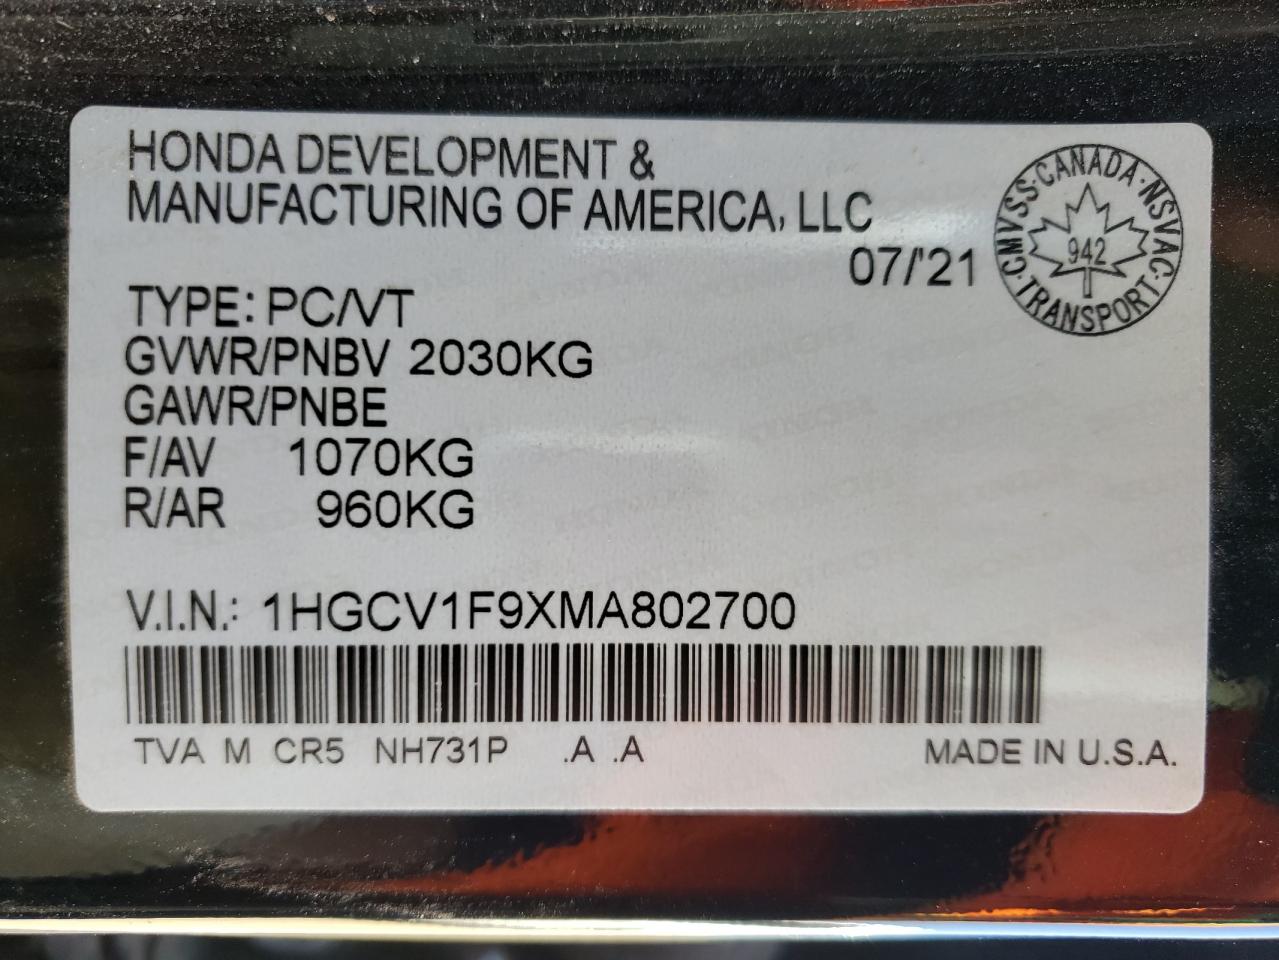 HONDA DEVELOPMENT &
MANUFACTURING OF AMERICA, LLC
07/'21
CMVSS·CANADA·NSVAC·TRANSPORT·
942
TYPE: PC/VT
GVWR/PNBV 2030KG
GAWR/PNBE
F/AV 1070KG
R/AR 960KG
V.I.N.: 1HGCV1F9XMA802700
TVA M CR5 NH731P .A .A
MADE IN U.S.A.